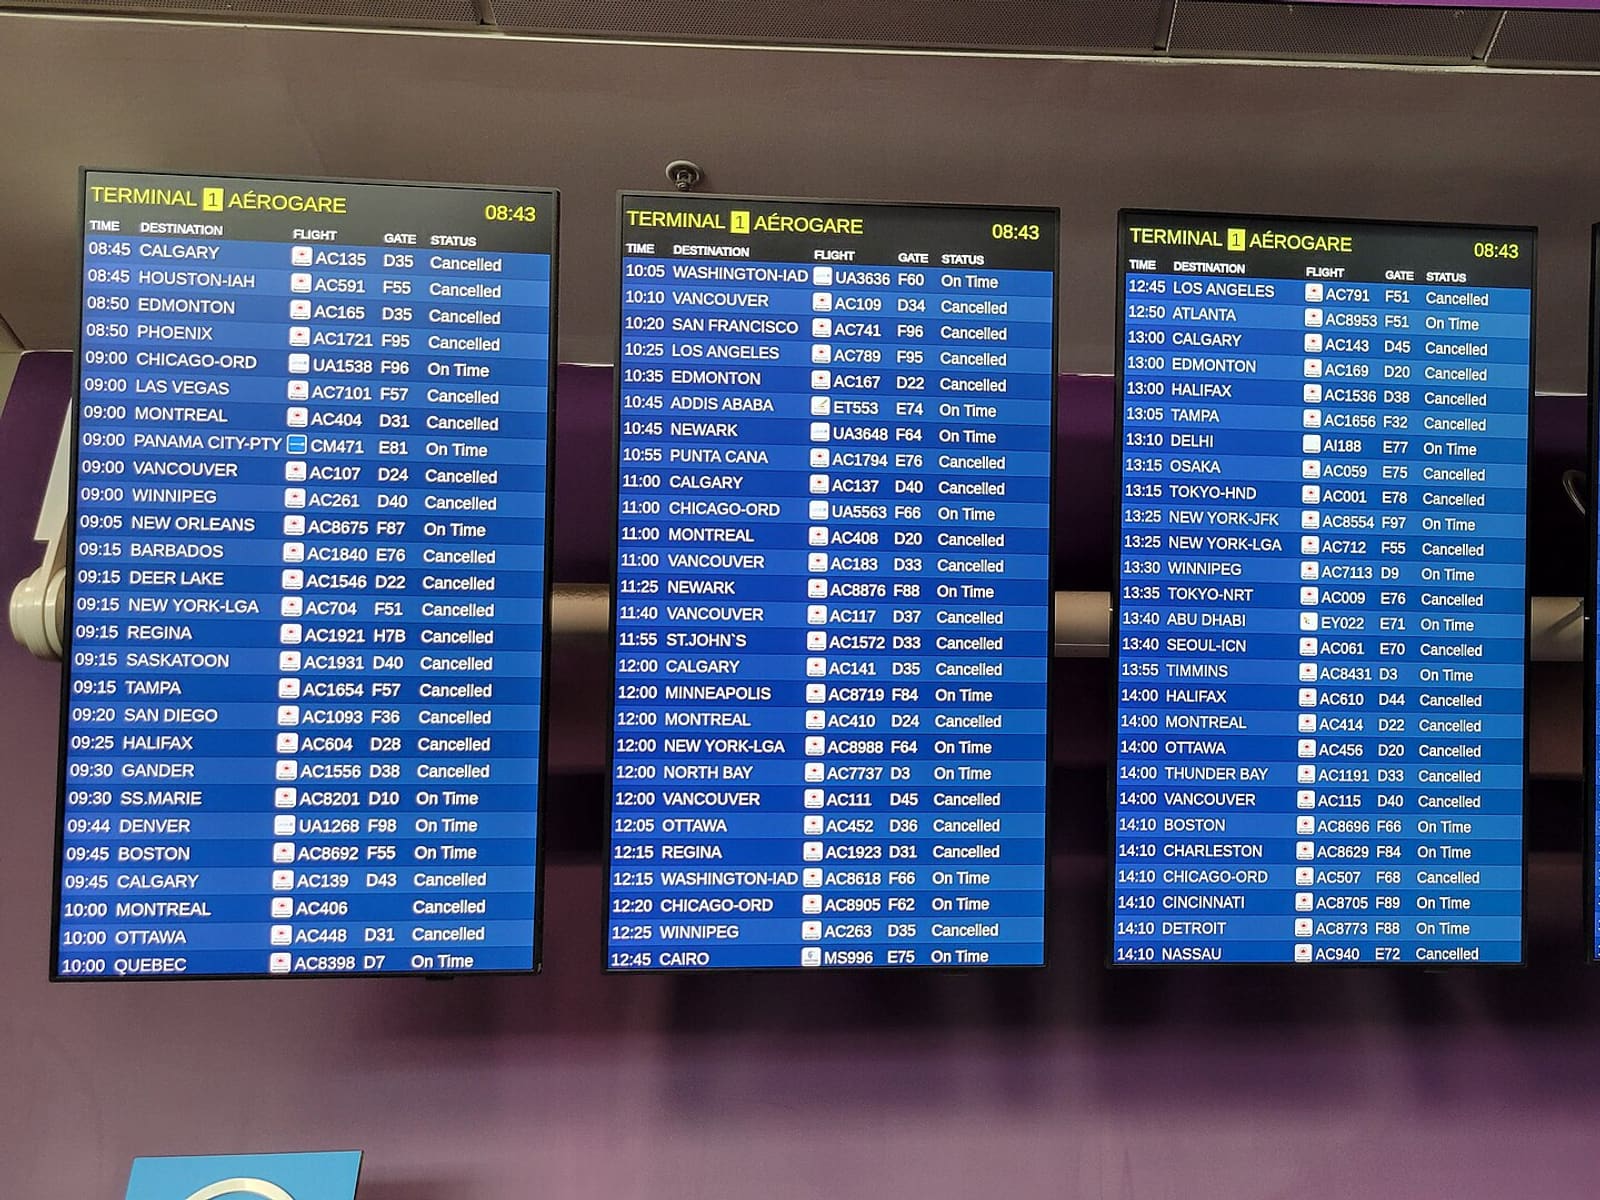 TERMINAL 1 AÉROGARE 08:43
TIME DESTINATION FLIGHT GATE STATUS
08:45 CALGARY AC135 D35 Cancelled
08:45 HOUSTON-IAH AC591 F55 Cancelled
08:50 EDMONTON AC165 D35 Cancelled
08:50 PHOENIX AC1721 F95 Cancelled
09:00 CHICAGO-ORD UA1538 F96 On Time
09:00 LAS VEGAS AC7101 F57 Cancelled
09:00 MONTREAL AC404 D31 Cancelled
09:00 PANAMA CITY-PTY CM471 E81 On Time
09:00 VANCOUVER AC107 D24 Cancelled
09:00 WINNIPEG AC261 D40 Cancelled
09:05 NEW ORLEANS AC8675 F87 On Time
09:15 BARBADOS AC1840 E76 Cancelled
09:15 DEER LAKE AC1546 D22 Cancelled
09:15 NEW YORK-LGA AC704 F51 Cancelled
09:15 REGINA AC1921 H7B Cancelled
09:15 SASKATOON AC1931 D40 Cancelled
09:15 TAMPA AC1654 F57 Cancelled
09:20 SAN DIEGO AC1093 F36 Cancelled
09:25 HALIFAX AC604 D28 Cancelled
09:30 GANDER AC1556 D38 Cancelled
09:30 SS.MARIE AC8201 D10 On Time
09:44 DENVER UA1268 F98 On Time
09:45 BOSTON AC8692 F55 On Time
09:45 CALGARY AC139 D43 Cancelled
10:00 MONTREAL AC406 Cancelled
10:00 OTTAWA AC448 D31 Cancelled
10:00 QUEBEC AC8398 D7 On Time
TERMINAL 1 AÉROGARE 08:43
TIME DESTINATION FLIGHT GATE STATUS
10:05 WASHINGTON-IAD UA3636 F60 On Time
10:10 VANCOUVER AC109 D34 Cancelled
10:20 SAN FRANCISCO AC741 F96 Cancelled
10:25 LOS ANGELES AC789 F95 Cancelled
10:35 EDMONTON AC167 D22 Cancelled
10:45 ADDIS ABABA ET553 E74 On Time
10:45 NEWARK UA3648 F64 On Time
10:55 PUNTA CANA AC1794 E76 Cancelled
11:00 CALGARY AC137 D40 Cancelled
11:00 CHICAGO-ORD UA5563 F66 On Time
11:00 MONTREAL AC408 D20 Cancelled
11:00 VANCOUVER AC183 D33 Cancelled
11:25 NEWARK AC8876 F88 On Time
11:40 VANCOUVER AC117 D37 Cancelled
11:55 ST.JOHN`S AC1572 D33 Cancelled
12:00 CALGARY AC141 D35 Cancelled
12:00 MINNEAPOLIS AC8719 F84 On Time
12:00 MONTREAL AC410 D24 Cancelled
12:00 NEW YORK-LGA AC8988 F64 On Time
12:00 NORTH BAY AC7737 D3 On Time
12:00 VANCOUVER AC111 D45 Cancelled
12:05 OTTAWA AC452 D36 Cancelled
12:15 REGINA AC1923 D31 Cancelled
12:15 WASHINGTON-IAD AC8618 F66 On Time
12:20 CHICAGO-ORD AC8905 F62 On Time
12:25 WINNIPEG AC263 D35 Cancelled
12:45 CAIRO MS996 E75 On Time
TERMINAL 1 AÉROGARE 08:43
TIME DESTINATION FLIGHT GATE STATUS
12:45 LOS ANGELES AC791 F51 Cancelled
12:50 ATLANTA AC8953 F51 On Time
13:00 CALGARY AC143 D45 Cancelled
13:00 EDMONTON AC169 D20 Cancelled
13:00 HALIFAX AC1536 D38 Cancelled
13:05 TAMPA AC1656 F32 Cancelled
13:10 DELHI AI188 E77 On Time
13:15 OSAKA AC059 E75 Cancelled
13:15 TOKYO-HND AC001 E78 Cancelled
13:25 NEW YORK-JFK AC8554 F97 On Time
13:25 NEW YORK-LGA AC712 F55 Cancelled
13:30 WINNIPEG AC7113 D9 On Time
13:35 TOKYO-NRT AC009 E76 Cancelled
13:40 ABU DHABI EY022 E71 On Time
13:40 SEOUL-ICN AC061 E70 Cancelled
13:55 TIMMINS AC8431 D3 On Time
14:00 HALIFAX AC610 D44 Cancelled
14:00 MONTREAL AC414 D22 Cancelled
14:00 OTTAWA AC456 D20 Cancelled
14:00 THUNDER BAY AC1191 D33 Cancelled
14:00 VANCOUVER AC115 D40 Cancelled
14:10 BOSTON AC8696 F66 On Time
14:10 CHARLESTON AC8629 F84 On Time
14:10 CHICAGO-ORD AC507 F68 Cancelled
14:10 CINCINNATI AC8705 F89 On Time
14:10 DETROIT AC8773 F88 On Time
14:10 NASSAU AC940 E72 Cancelled